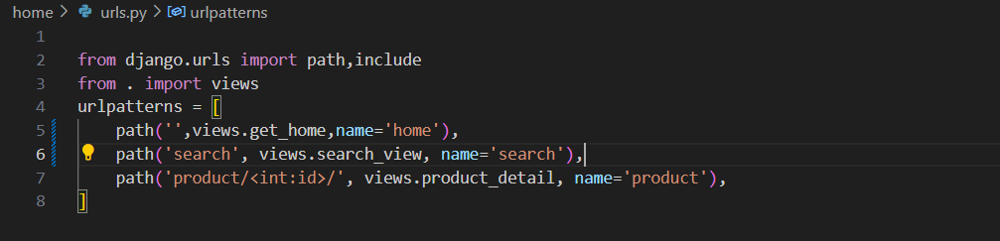 home > urls.py > urlpatterns
1
2 from django.urls import path,include
3 from . import views
4 urlpatterns = [
5     path('',views.get_home,name='home'),
6     path('search', views.search_view, name='search'),
7     path('product/<int:id>/', views.product_detail, name='product'),
8 ]